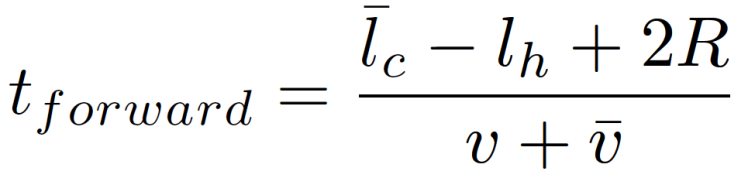 t_{forward} = \frac{\bar{l}_c - l_h + 2R}{v + \bar{v}}